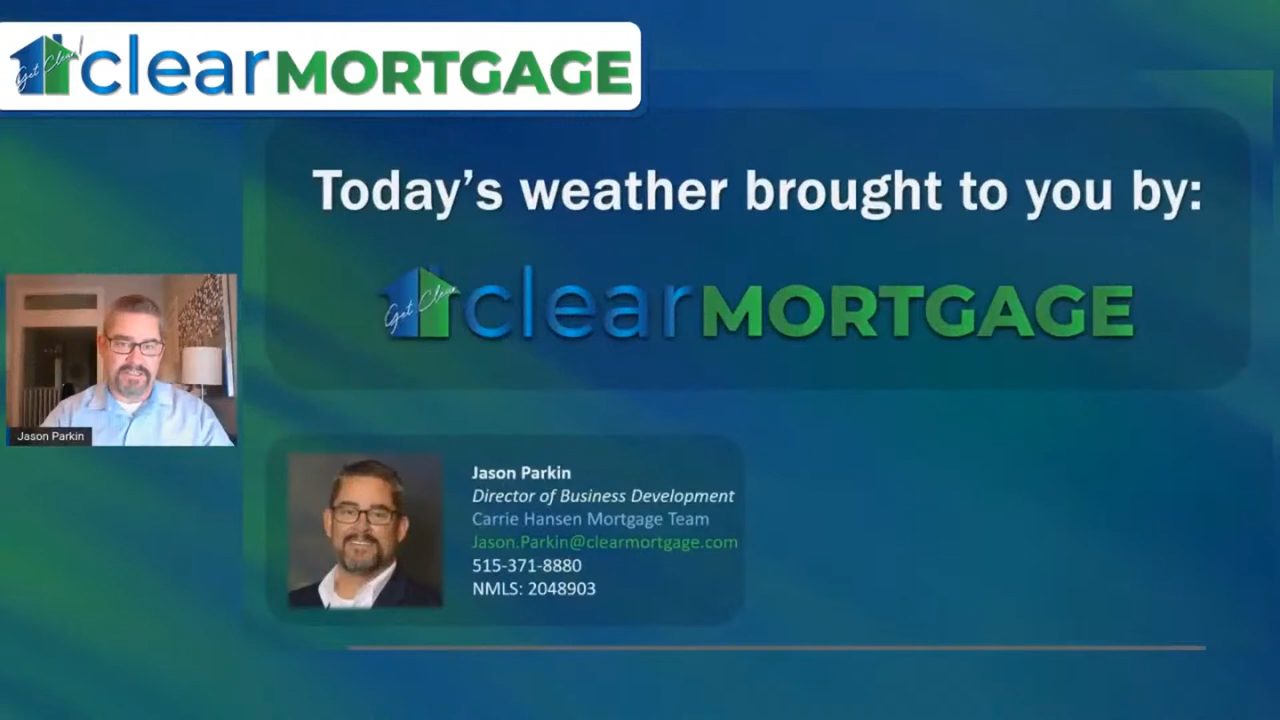 Get Clear!
clearMORTGAGE
Today's weather brought to you by:
Get Clear
clearMORTGAGE
Jason Parkin
Jason Parkin
Director of Business Development
Carrie Hansen Mortgage Team
Jason.Parkin@clearmortgage.com
515-371-8880
NMLS: 2048903